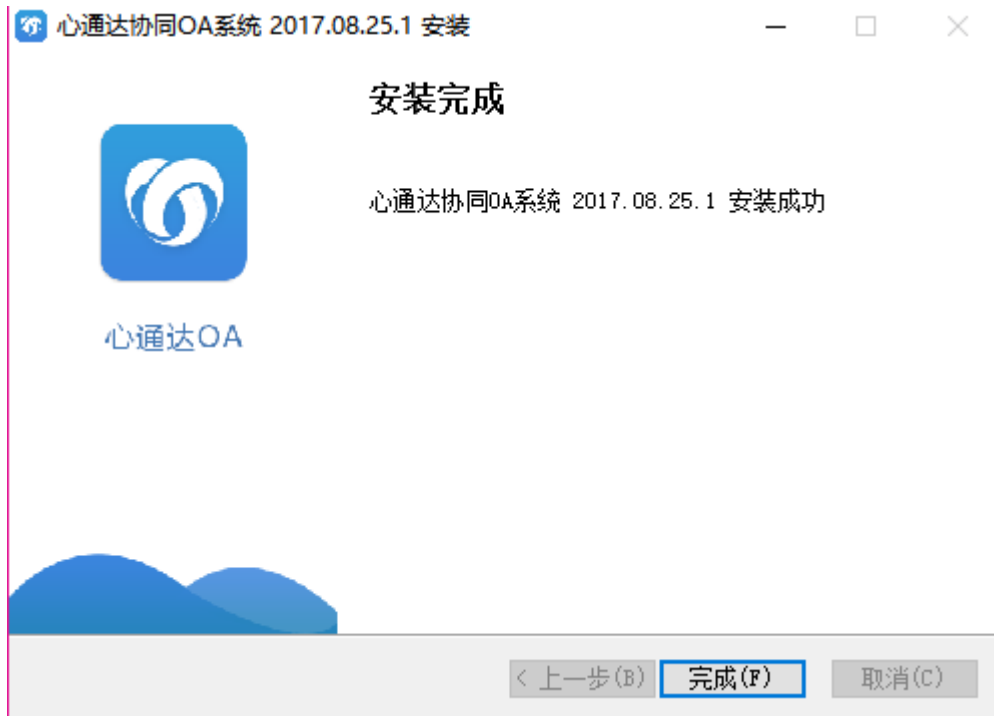 心通达协同OA系统 2017.08.25.1 安装
安装完成
心通达协同OA系统 2017.08.25.1 安装成功
心通达OA
< 上一步(B)
完成(F)
取消(C)